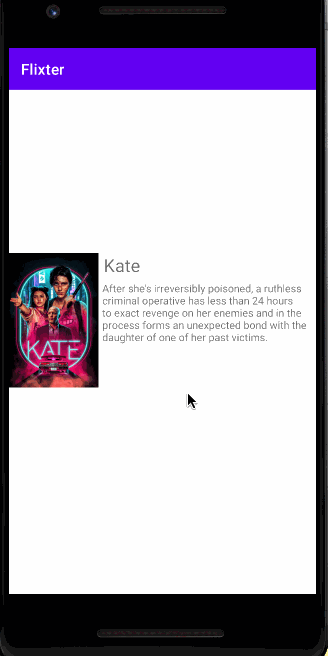 Flixter
Kate
After she's irreversibly poisoned, a ruthless
criminal operative has less than 24 hours
to exact revenge on her enemies and in the
process forms an unexpected bond with the
daughter of one of her past victims.
KATE